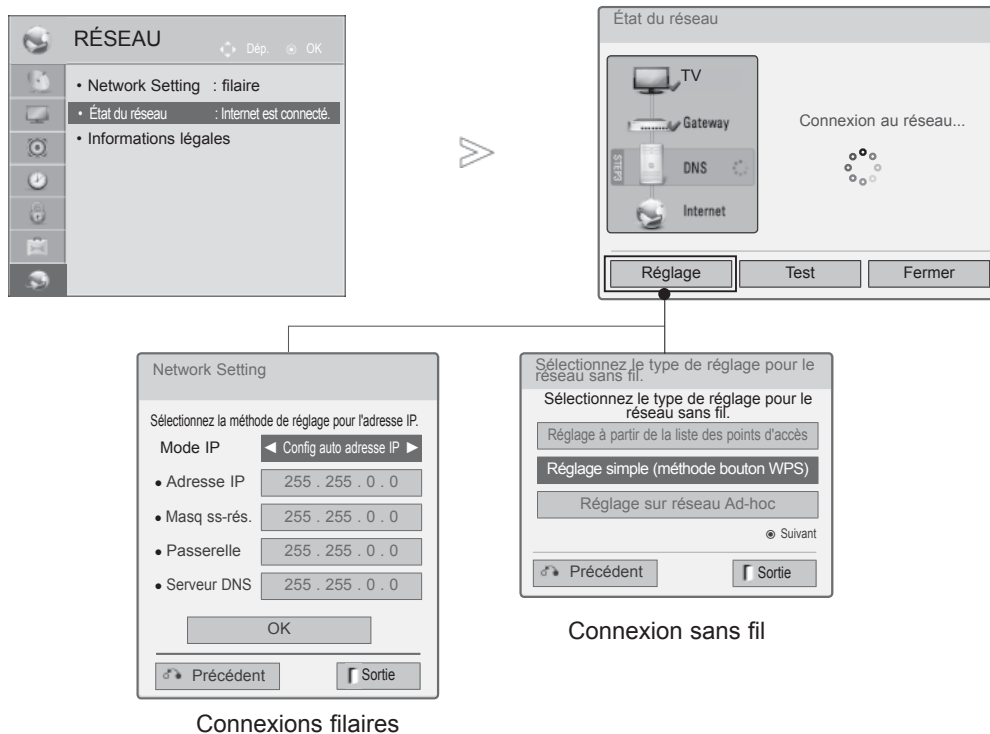 RÉSEAU
Dép. OK
• Network Setting : filaire
• État du réseau : Internet est connecté.
• Informations légales
État du réseau
TV
Gateway
STEP3
DNS
Internet
Connexion au réseau...
Réglage
Test
Fermer
Network Setting
Sélectionnez la méthode de réglage pour l'adresse IP.
Mode IP ◄ Config auto adresse IP ►
• Adresse IP 255 . 255 . 0 . 0
• Masq ss-rés. 255 . 255 . 0 . 0
• Passerelle 255 . 255 . 0 . 0
• Serveur DNS 255 . 255 . 0 . 0
OK
Précédent
Sortie
Connexions filaires
Sélectionnez le type de réglage pour le
réseau sans fil.
Sélectionnez le type de réglage pour le
réseau sans fil.
Réglage à partir de la liste des points d'accès
Réglage simple (méthode bouton WPS)
Réglage sur réseau Ad-hoc
◉ Suivant
Précédent
Sortie
Connexion sans fil